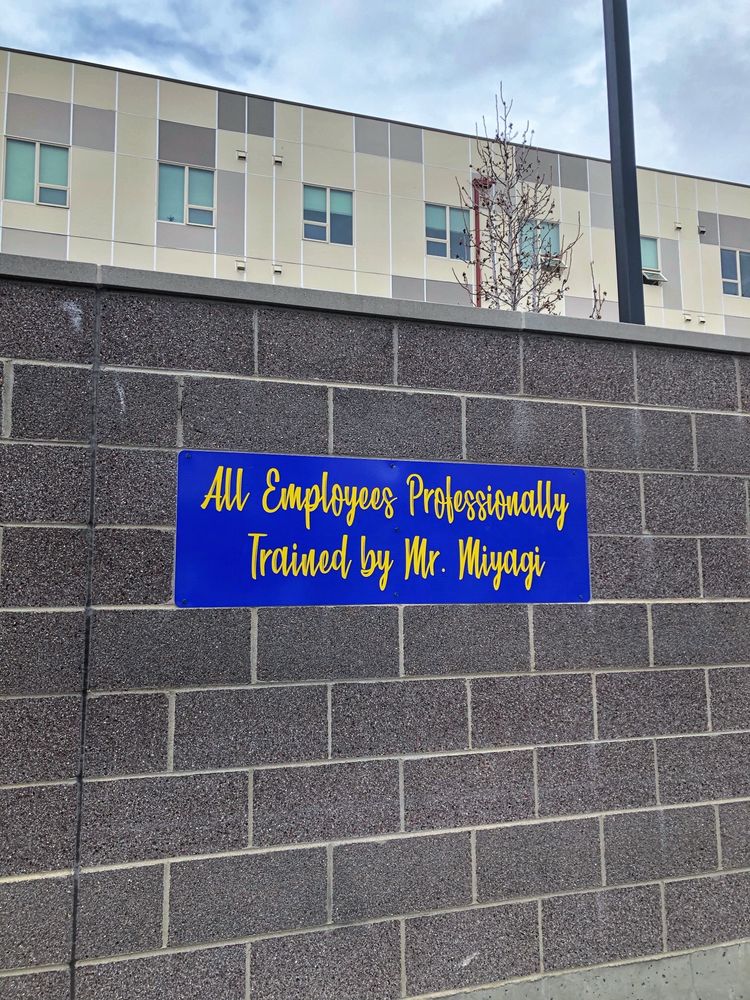 All Employees Professionally
Trained by Mr. Miyagi